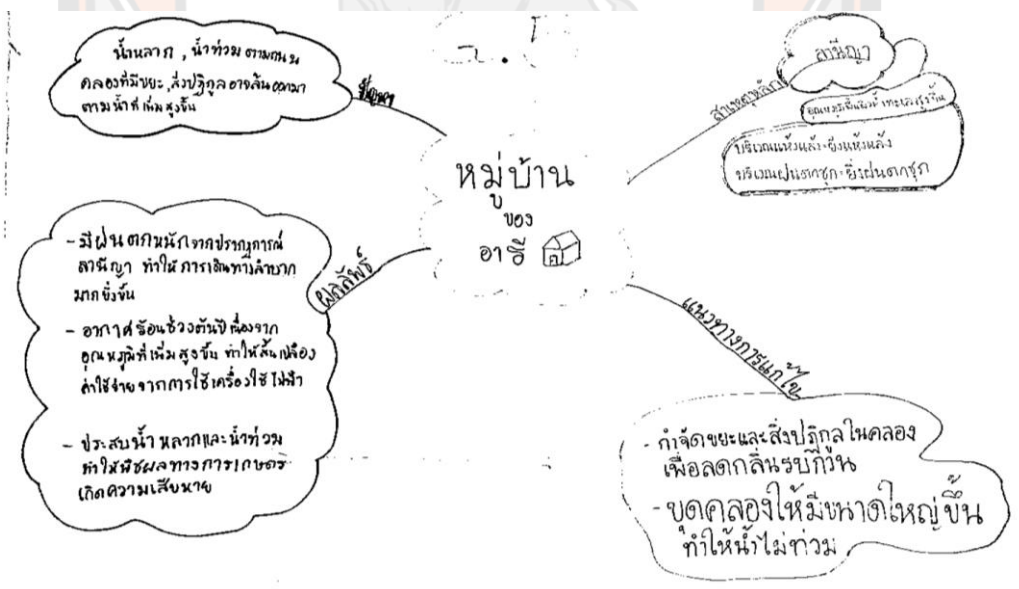 น้ำหลาก , น้ำท่วม ตามถนน
คลองที่มีขยะ, สิ่งปฏิกูล อาจล้นออกมา
ตามน้ำที่เพิ่มสูงขึ้น
ปัญหา
หมู่บ้าน
ของ
อารี
สาเหตุหลัก
ลานีญา
อุณหภูมิผิวน้ำทะเลสูงขึ้น
บริเวณแห้งแล้ง-ยิ่งแห้งแล้ง
บริเวณฝนตกชุก-ยิ่งฝนตกชุก
ผลลัพธ์
- มีฝนตกหนักจากปรากฏการณ์
ลานีญา ทำให้การเดินทางลำบาก
มากยิ่งขึ้น
- อากาศร้อนช่วงต้นปี เนื่องจาก
อุณหภูมิที่เพิ่มสูงขึ้น ทำให้สิ้นเปลือง
ค่าใช้จ่ายจากการใช้เครื่องใช้ไฟฟ้า
- ประสบน้ำหลากและน้ำท่วม
ทำให้พืชผลทางการเกษตร
เกิดความเสียหาย
แนวทางการแก้ไข
- กำจัดขยะและสิ่งปฏิกูลในคลอง
เพื่อลดกลิ่นรบกวน
- ขุดคลองให้มีขนาดใหญ่ขึ้น
ทำให้น้ำไม่ท่วม